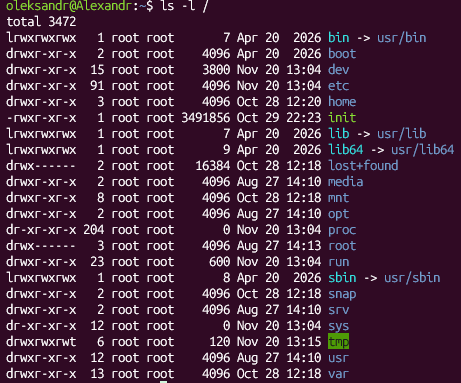 oleksandr@Alexandr:~$ ls -l /
total 3472
lrwxrwxrwx   1 root root       7 Apr 20  2026 bin -> usr/bin
drwxr-xr-x   2 root root    4096 Apr 20  2026 boot
drwxr-xr-x  15 root root    3800 Nov 20 13:04 dev
drwxr-xr-x  91 root root    4096 Nov 20 13:04 etc
drwxr-xr-x   3 root root    4096 Oct 28 12:20 home
-rwxr-xr-x   1 root root 3491856 Oct 29 22:23 init
lrwxrwxrwx   1 root root       7 Apr 20  2026 lib -> usr/lib
lrwxrwxrwx   1 root root       9 Apr 20  2026 lib64 -> usr/lib64
drwx------   2 root root   16384 Oct 28 12:18 lost+found
drwxr-xr-x   2 root root    4096 Aug 27 14:10 media
drwxr-xr-x   8 root root    4096 Oct 28 12:18 mnt
drwxr-xr-x   2 root root    4096 Aug 27 14:10 opt
dr-xr-xr-x 204 root root       0 Nov 20 13:04 proc
drwx------   3 root root    4096 Aug 27 14:13 root
drwxr-xr-x  23 root root     600 Nov 20 13:04 run
lrwxrwxrwx   1 root root       8 Apr 20  2026 sbin -> usr/sbin
drwxr-xr-x   2 root root    4096 Oct 28 12:18 snap
drwxr-xr-x   2 root root    4096 Aug 27 14:10 srv
dr-xr-xr-x  12 root root       0 Nov 20 13:04 sys
drwxrwxrwt   6 root root     120 Nov 20 13:15 tmp
drwxr-xr-x  12 root root    4096 Aug 27 14:10 usr
drwxr-xr-x  13 root root    4096 Oct 28 12:18 var